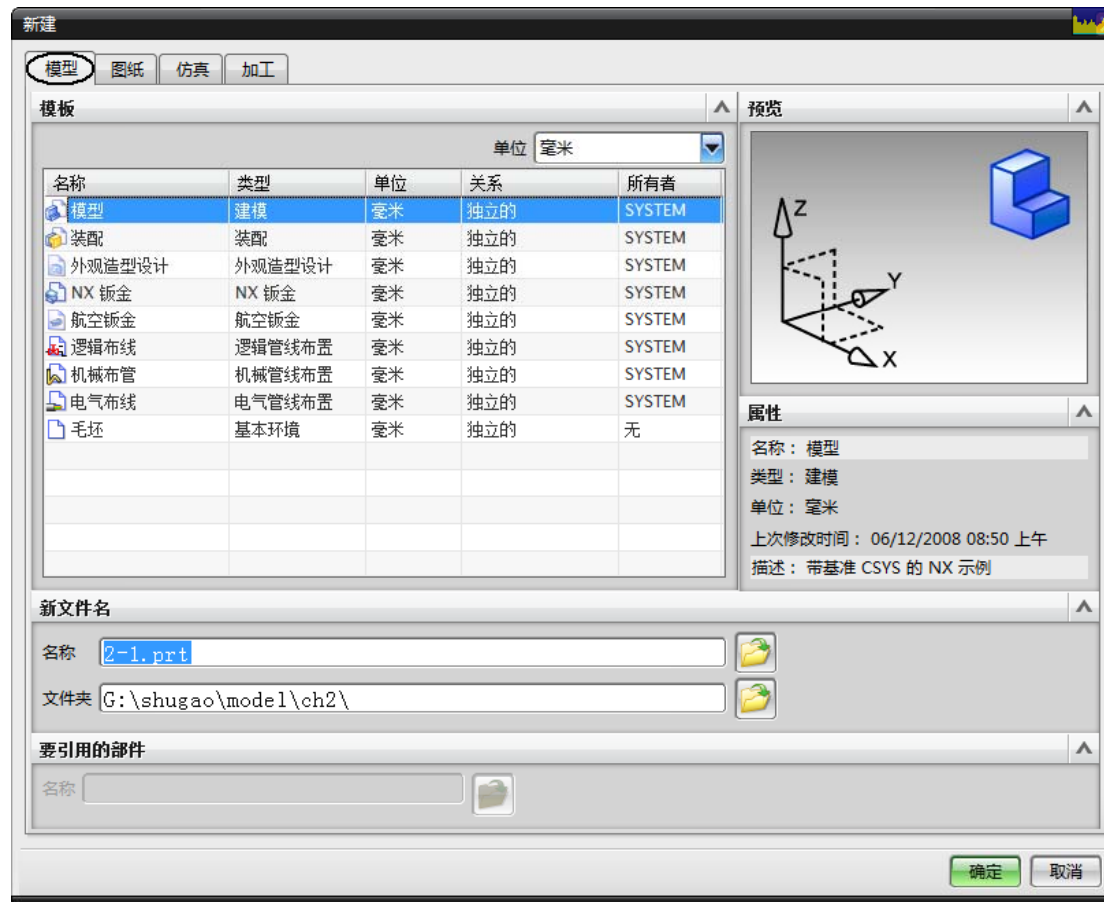 新建
模型 图纸 仿真 加工
模板
单位 毫米
名称 类型 单位 关系 所有者
模型 建模 毫米 独立的 SYSTEM
装配 装配 毫米 独立的 SYSTEM
外观造型设计 外观造型设计 毫米 独立的 SYSTEM
NX 钣金 NX 钣金 毫米 独立的 SYSTEM
航空钣金 航空钣金 毫米 独立的 SYSTEM
逻辑布线 逻辑管线布置 毫米 独立的 SYSTEM
机械布管 机械管线布置 毫米 独立的 SYSTEM
电气布线 电气管线布置 毫米 独立的 SYSTEM
毛坯 基本环境 毫米 独立的 无
预览
Z
Y
X
属性
名称： 模型
类型： 建模
单位： 毫米
上次修改时间： 06/12/2008 08:50 上午
描述： 带基准 CSYS 的 NX 示例
新文件名
名称 2-1.prt
文件夹 G:\shugao\model\ch2\
要引用的部件
名称
确定 取消